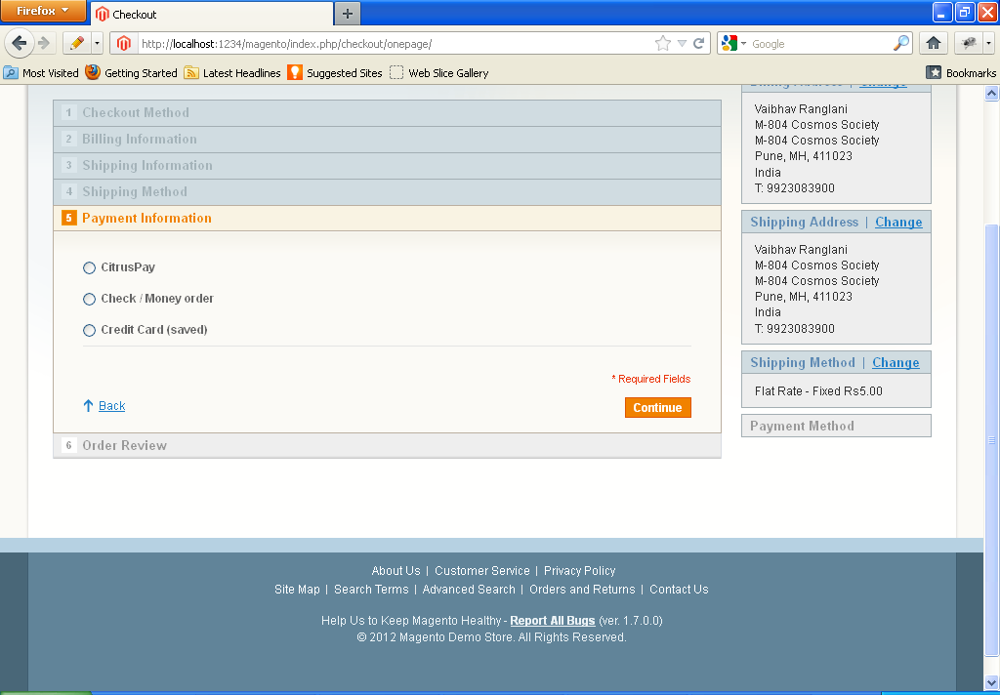 Firefox
Checkout
http://localhost:1234/magento/index.php/checkout/onepage/
Google
Most Visited Getting Started Latest Headlines Suggested Sites Web Slice Gallery Bookmarks
1 Checkout Method
2 Billing Information
3 Shipping Information
4 Shipping Method
5 Payment Information
CitrusPay
Check / Money order
Credit Card (saved)
* Required Fields
Back
Continue
6 Order Review
Billing Address | Change
Vaibhav Ranglani
M-804 Cosmos Society
M-804 Cosmos Society
Pune, MH, 411023
India
T: 9923083900
Shipping Address | Change
Vaibhav Ranglani
M-804 Cosmos Society
M-804 Cosmos Society
Pune, MH, 411023
India
T: 9923083900
Shipping Method | Change
Flat Rate - Fixed Rs5.00
Payment Method
About Us | Customer Service | Privacy Policy
Site Map | Search Terms | Advanced Search | Orders and Returns | Contact Us
Help Us to Keep Magento Healthy - Report All Bugs (ver. 1.7.0.0)
© 2012 Magento Demo Store. All Rights Reserved.